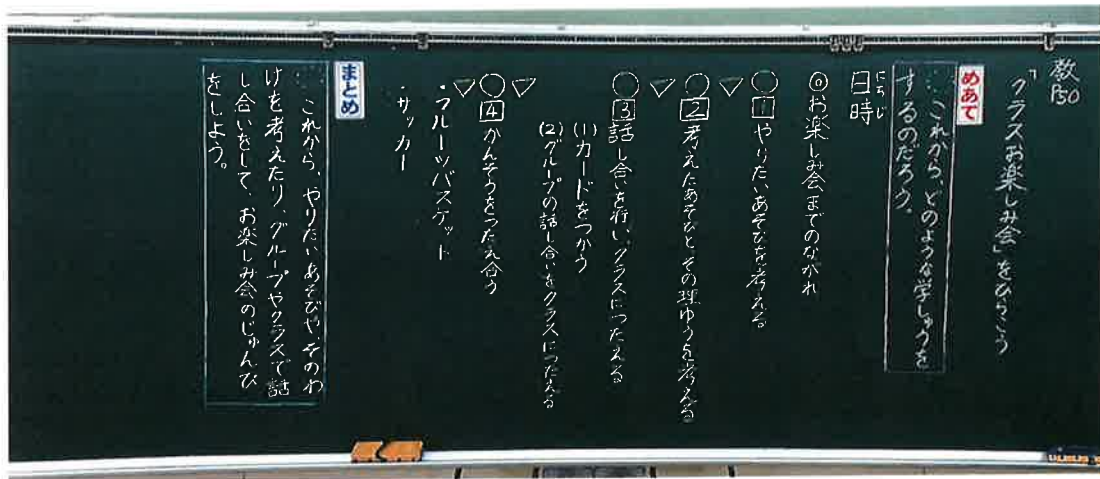 教P50
「クラスお楽しみ会」をひらこう
めあて
これから、どのような学しゅうを
するのだろう。
日時
にちじ
◎お楽しみ会までのながれ
○1 やりたいあそびを考える
▽
○2 考えたあそびとその理ゆうを考える
▽
○3 話し合いを行い、クラスにつたえる
(1)カードをつかう
(2)グループの話し合いをクラスにつたえる
▽
○4 かんそうをつたえ合う
▽
・フルーツバスケット
・サッカー
まとめ
これから、やりたいあそびやそのわ
けを考えたり、グループやクラスで話
し合いをして、お楽しみ会のじゅんび
をしよう。